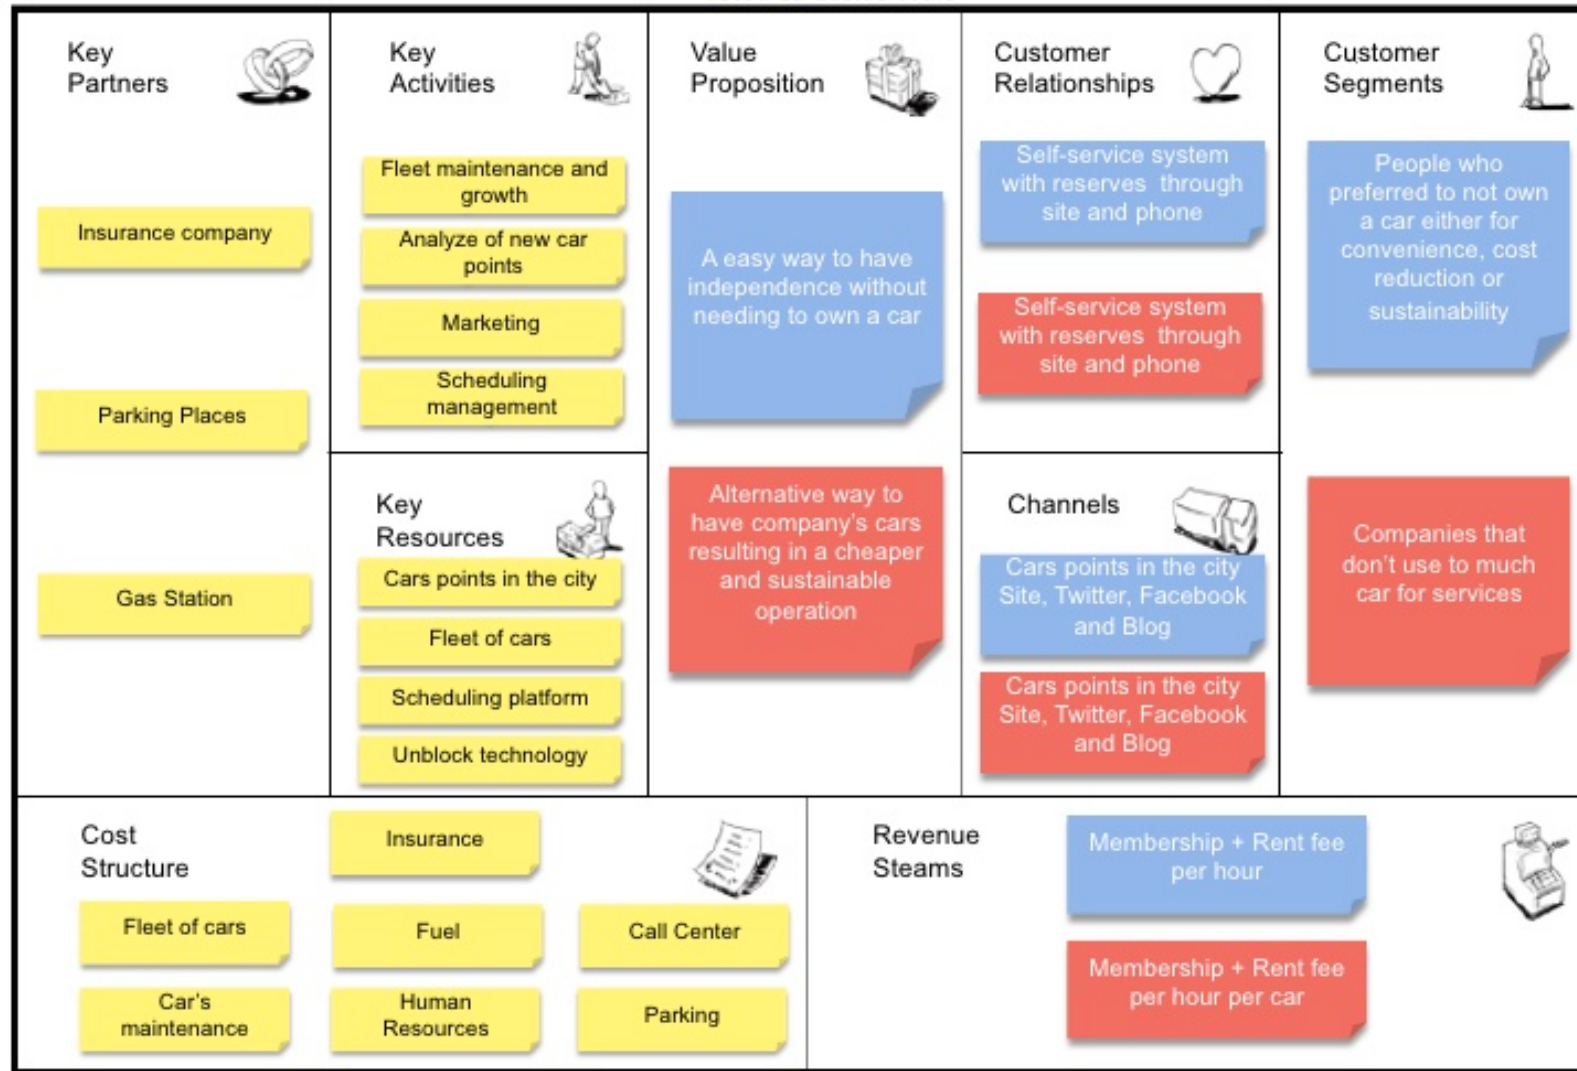 Key
Partners
Insurance company
Parking Places
Gas Station
Key
Activities
Fleet maintenance and
growth
Analyze of new car
points
Marketing
Scheduling
management
Key
Resources
Cars points in the city
Fleet of cars
Scheduling platform
Unblock technology
Value
Proposition
A easy way to have
independence without
needing to own a car
Alternative way to
have company's cars
resulting in a cheaper
and sustainable
operation
Customer
Relationships
Self-service system
with reserves through
site and phone
Self-service system
with reserves through
site and phone
Channels
Cars points in the city
Site, Twitter, Facebook
and Blog
Cars points in the city
Site, Twitter, Facebook
and Blog
Customer
Segments
People who
preferred to not own
a car either for
convenience, cost
reduction or
sustainability
Companies that
don't use to much
car for services
Cost
Structure
Insurance
Fleet of cars
Fuel
Call Center
Car's
maintenance
Human
Resources
Parking
Revenue
Steams
Membership + Rent fee
per hour
Membership + Rent fee
per hour per car